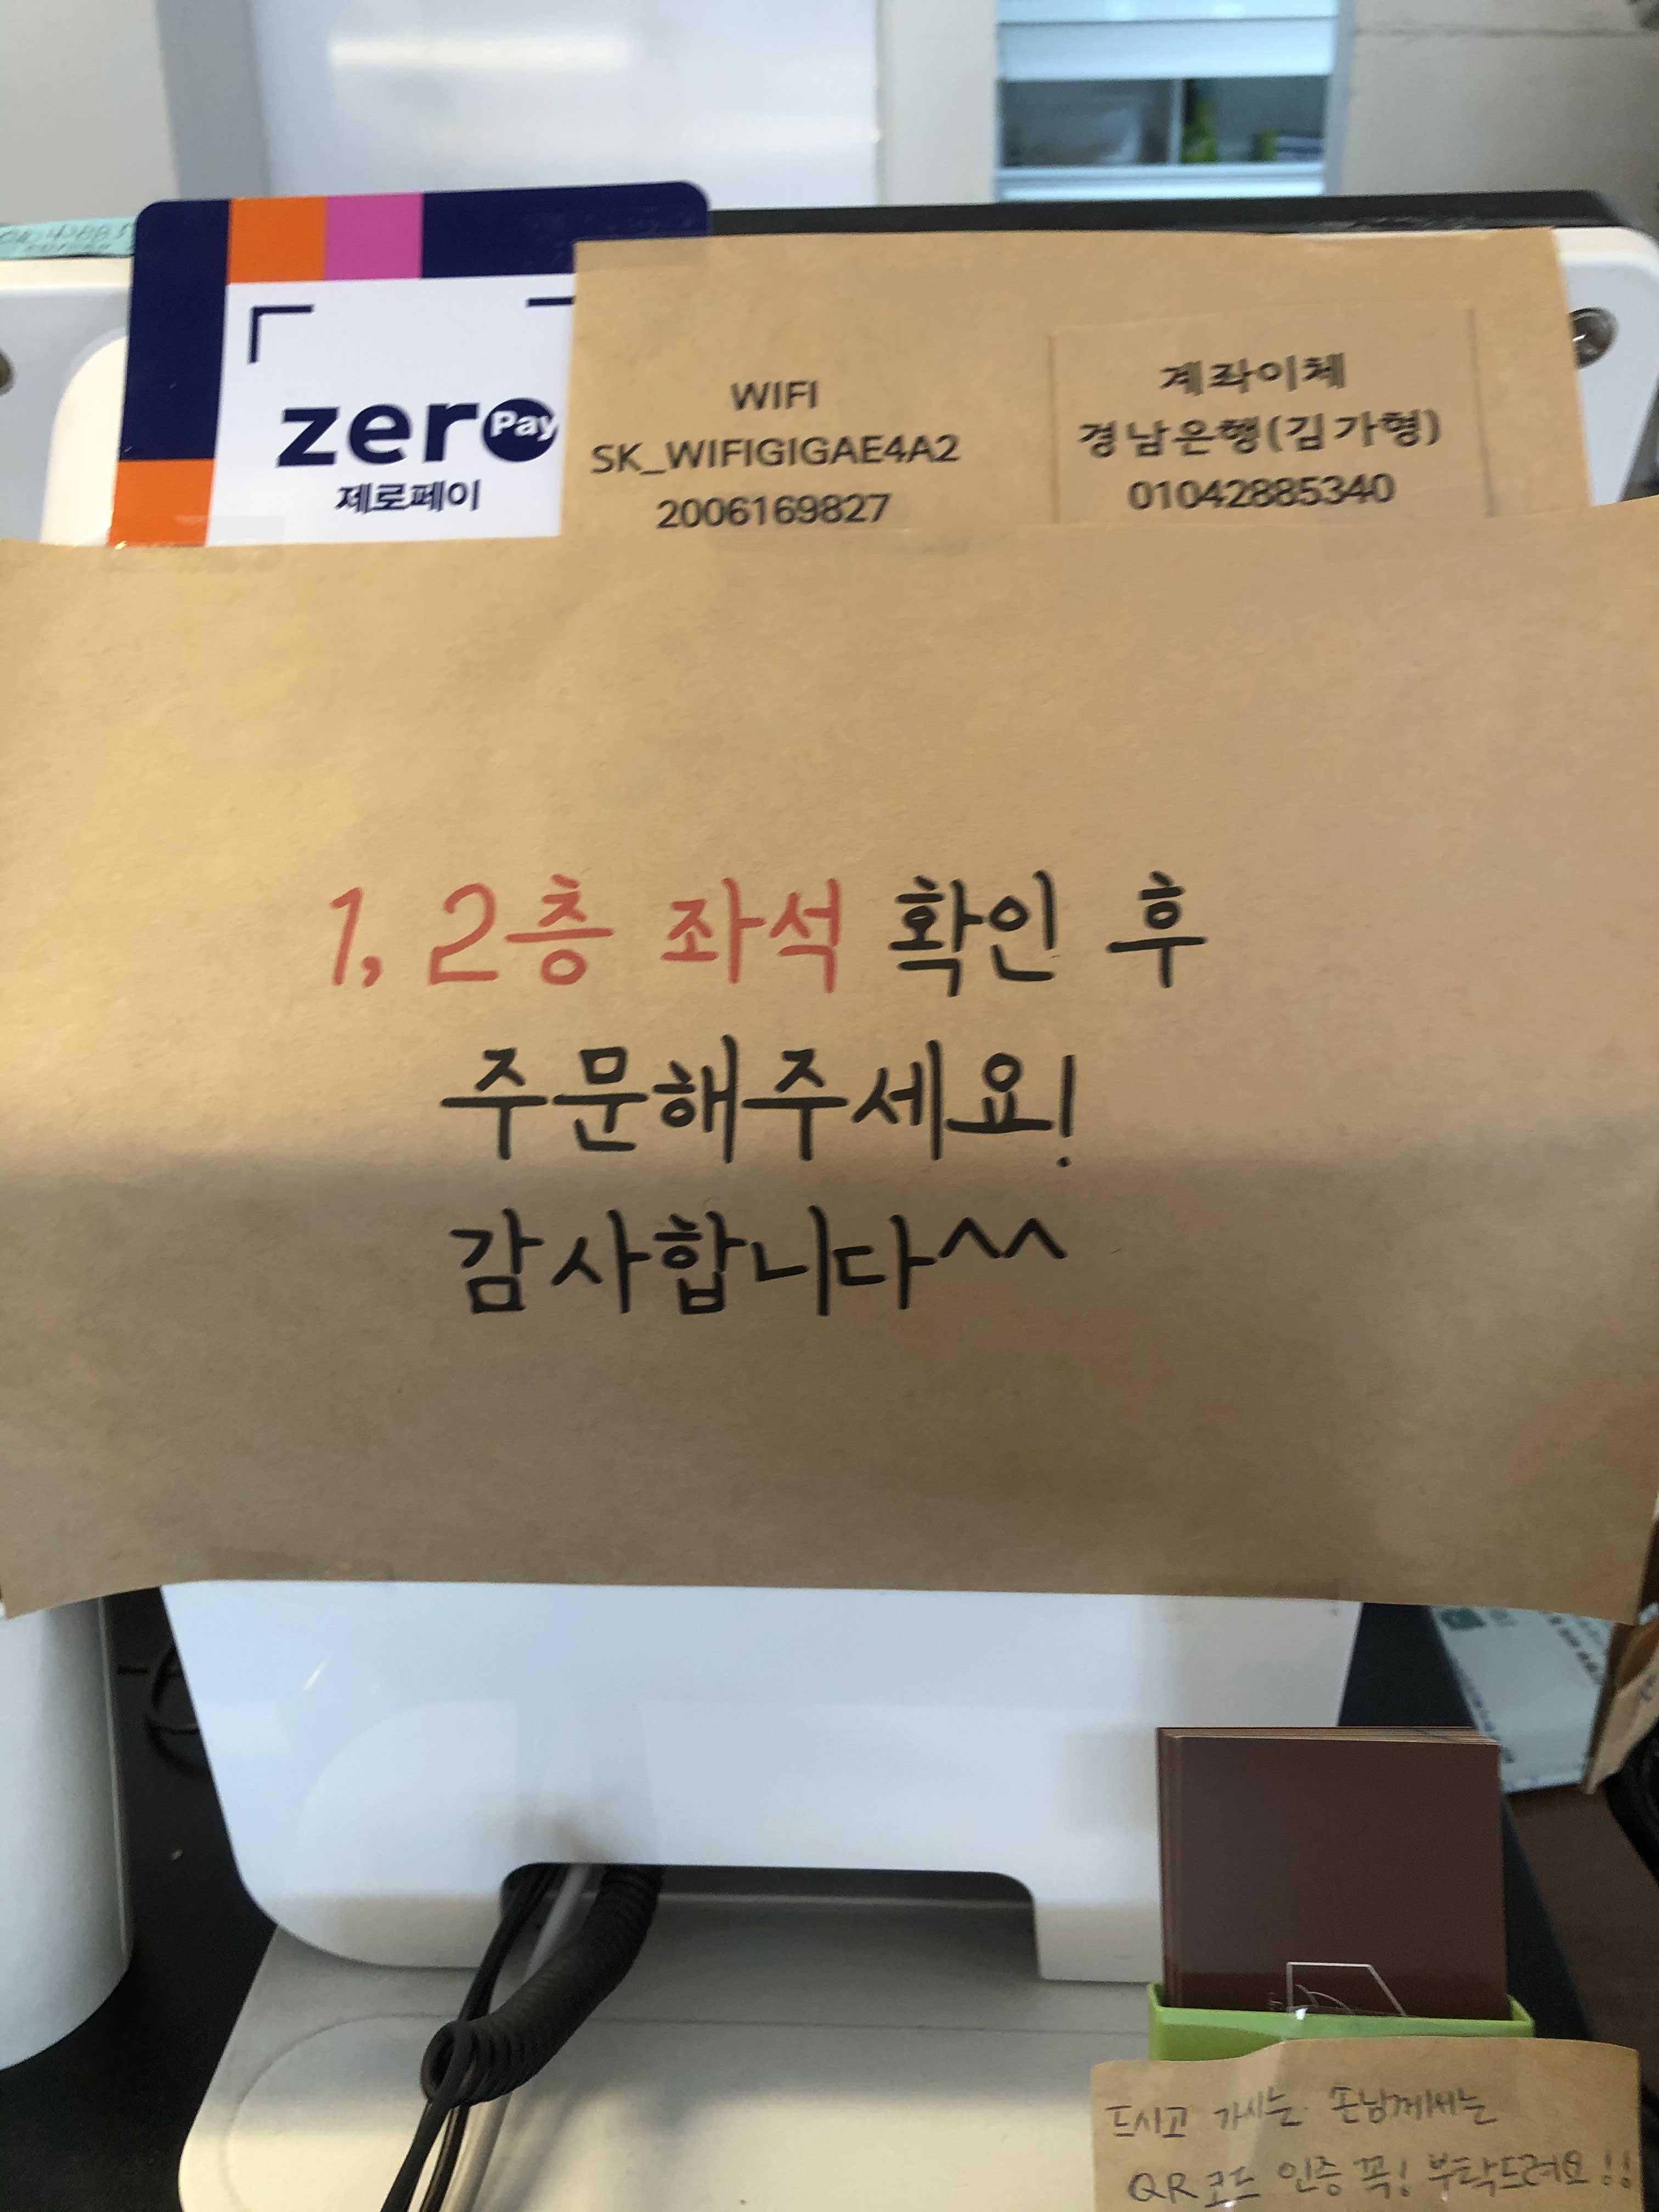 zero Pay
제로페이
WIFI
SK_WIFIGIGAE4A2
2006169827
계좌이체
경남은행(김가형)
01042885340
1, 2층 좌석 확인 후
주문해주세요!
감사합니다^^
드시고 가시는 손님께서는
QR코드 인증 꼭! 부탁드려요!!